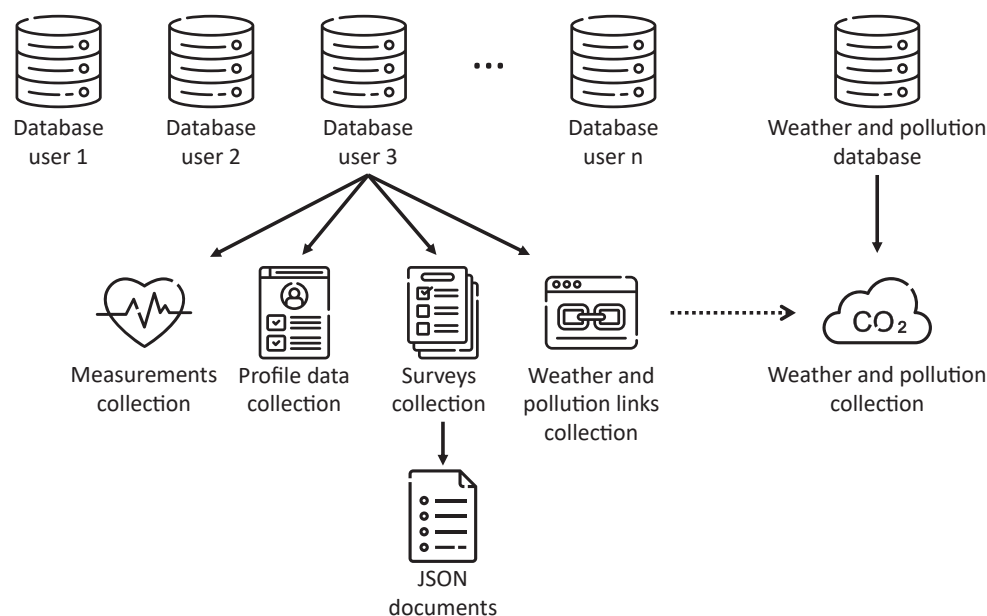 ...
Database
user 1
Database
user 2
Database
user 3
Database
user n
Weather and pollution
database
CO2
Measurements
collection
Profile data
collection
Surveys
collection
Weather and
pollution links
collection
Weather and pollution
collection
JSON
documents